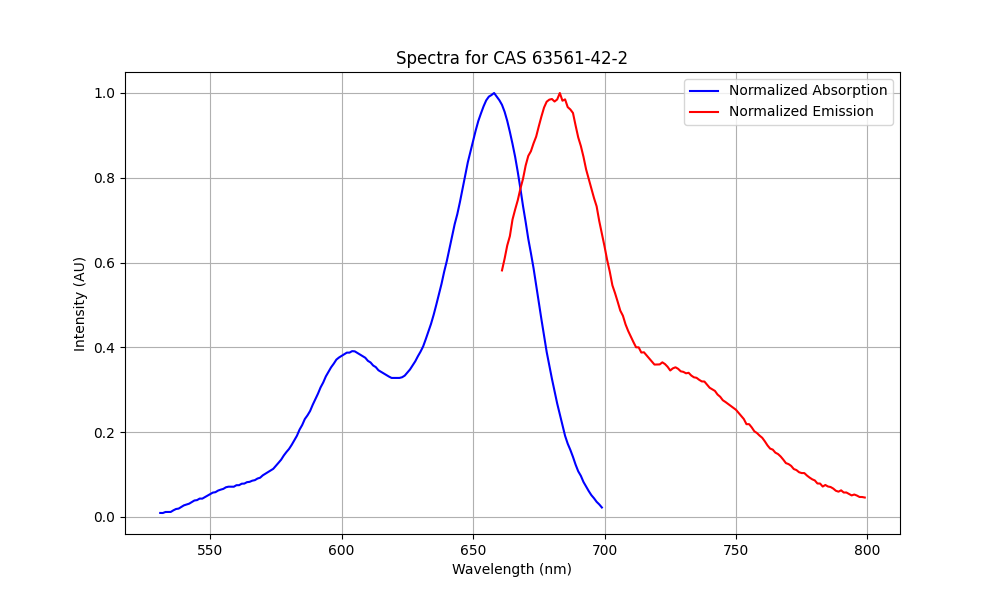 Spectra for CAS 63561-42-2
Normalized Absorption
Normalized Emission
Intensity (AU)
1.0
0.8
0.6
0.4
0.2
0.0
550 600 650 700 750 800
Wavelength (nm)